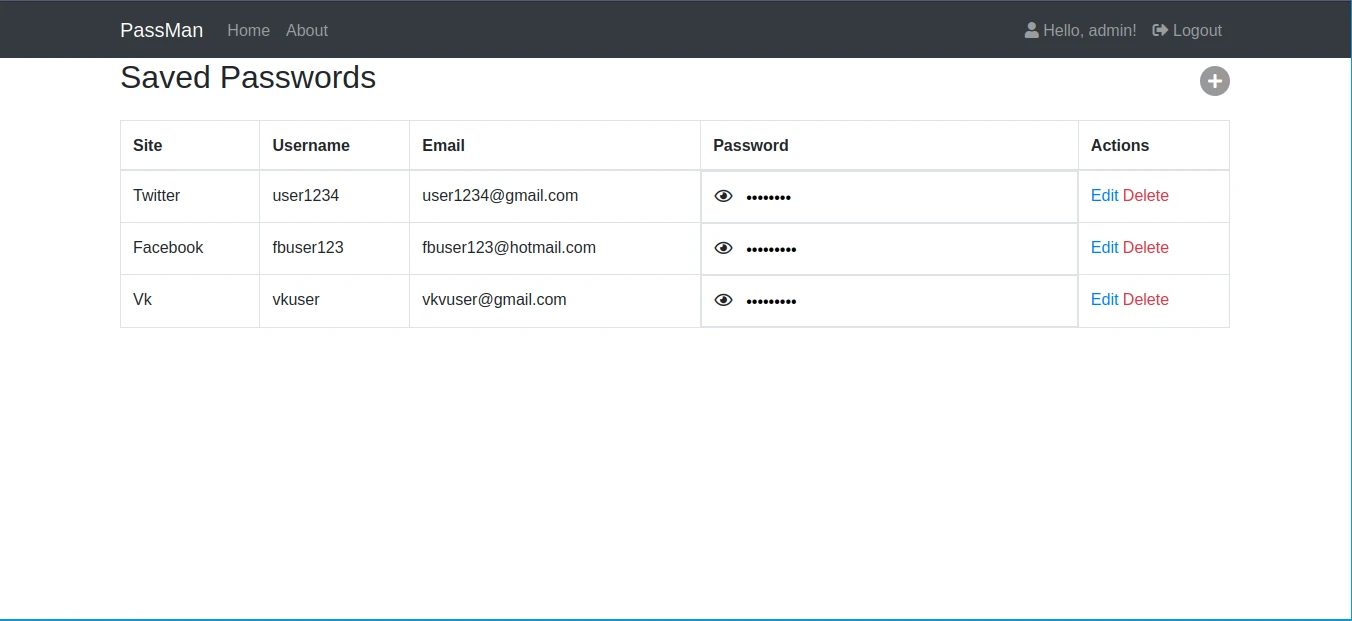 PassMan Home About Hello, admin! Logout
Saved Passwords
Site Username Email Password Actions
Twitter user1234 user1234@gmail.com •••••••• Edit Delete
Facebook fbuser123 fbuser123@hotmail.com ••••••••• Edit Delete
Vk vkuser vkvuser@gmail.com ••••••••• Edit Delete